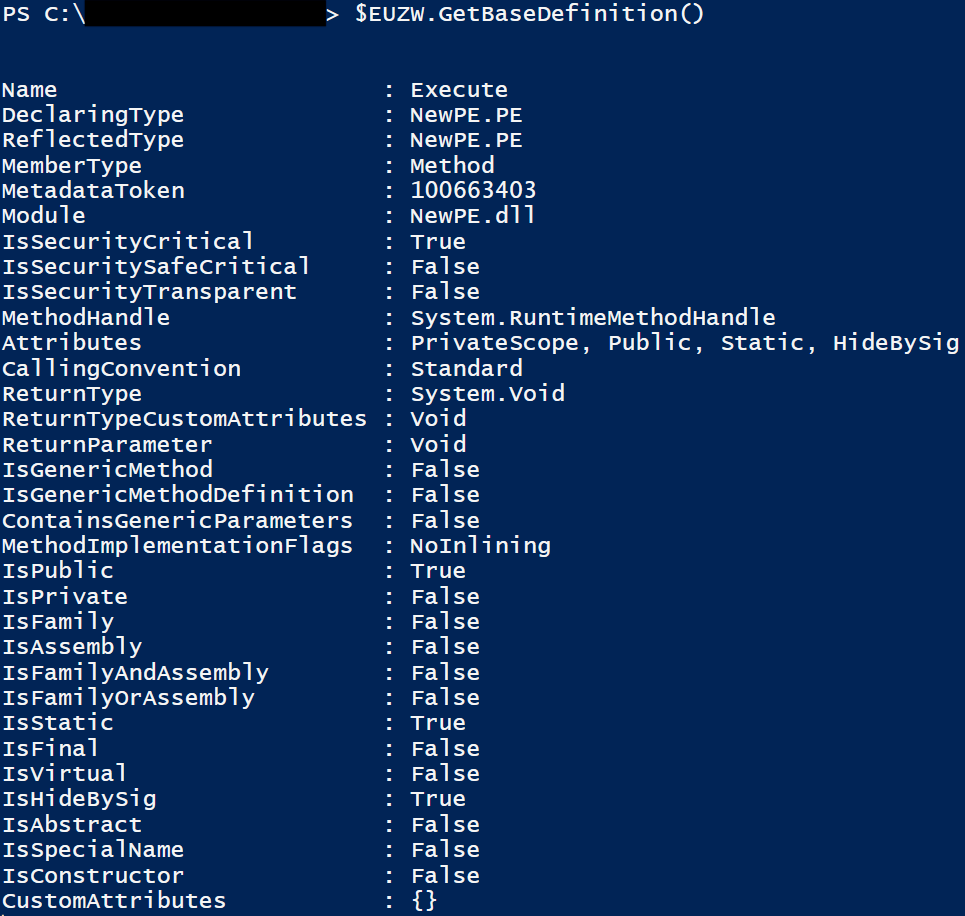 PS C:\> $EUZW.GetBaseDefinition()
Name : Execute
DeclaringType : NewPE.PE
ReflectedType : NewPE.PE
MemberType : Method
MetadataToken : 100663403
Module : NewPE.dll
IsSecurityCritical : True
IsSecuritySafeCritical : False
IsSecurityTransparent : False
MethodHandle : System.RuntimeMethodHandle
Attributes : PrivateScope, Public, Static, HideBySig
CallingConvention : Standard
ReturnType : System.Void
ReturnTypeCustomAttributes : Void
ReturnParameter : Void
IsGenericMethod : False
IsGenericMethodDefinition : False
ContainsGenericParameters : False
MethodImplementationFlags : NoInlining
IsPublic : True
IsPrivate : False
IsFamily : False
IsAssembly : False
IsFamilyAndAssembly : False
IsFamilyOrAssembly : False
IsStatic : True
IsFinal : False
IsVirtual : False
IsHideBySig : True
IsAbstract : False
IsSpecialName : False
IsConstructor : False
CustomAttributes : {}